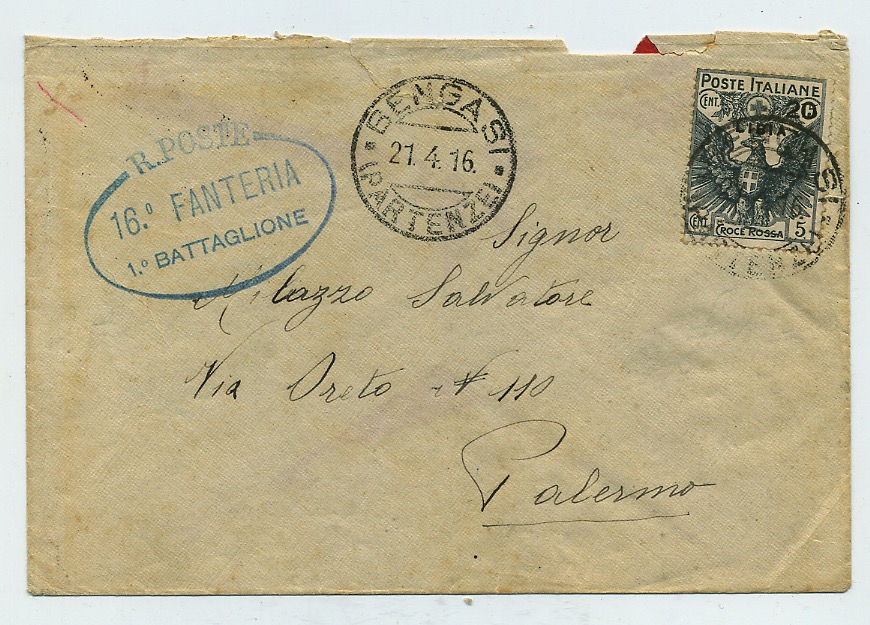 R. POSTE
16.º FANTERIA
1.º BATTAGLIONE
BENGASI
21.4.16.
(PARTENZE)
POSTE ITALIANE
CENT. 20
LIBIA
CENT. 5
CROCE ROSSA
Signor
Milazzo Salvatore
Via Oreto Nº 110
Palermo